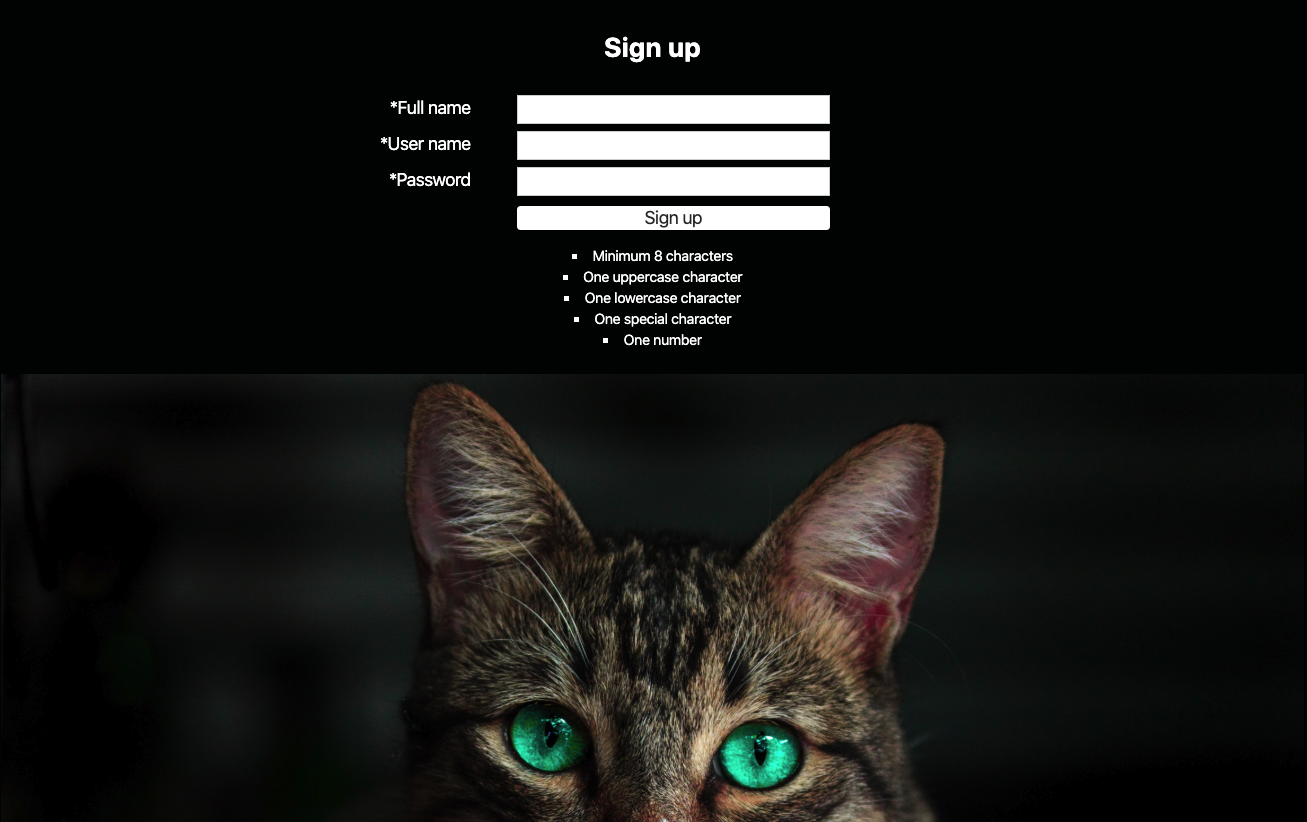 Sign up
*Full name
*User name
*Password
Sign up
▪ Minimum 8 characters
▪ One uppercase character
▪ One lowercase character
▪ One special character
▪ One number